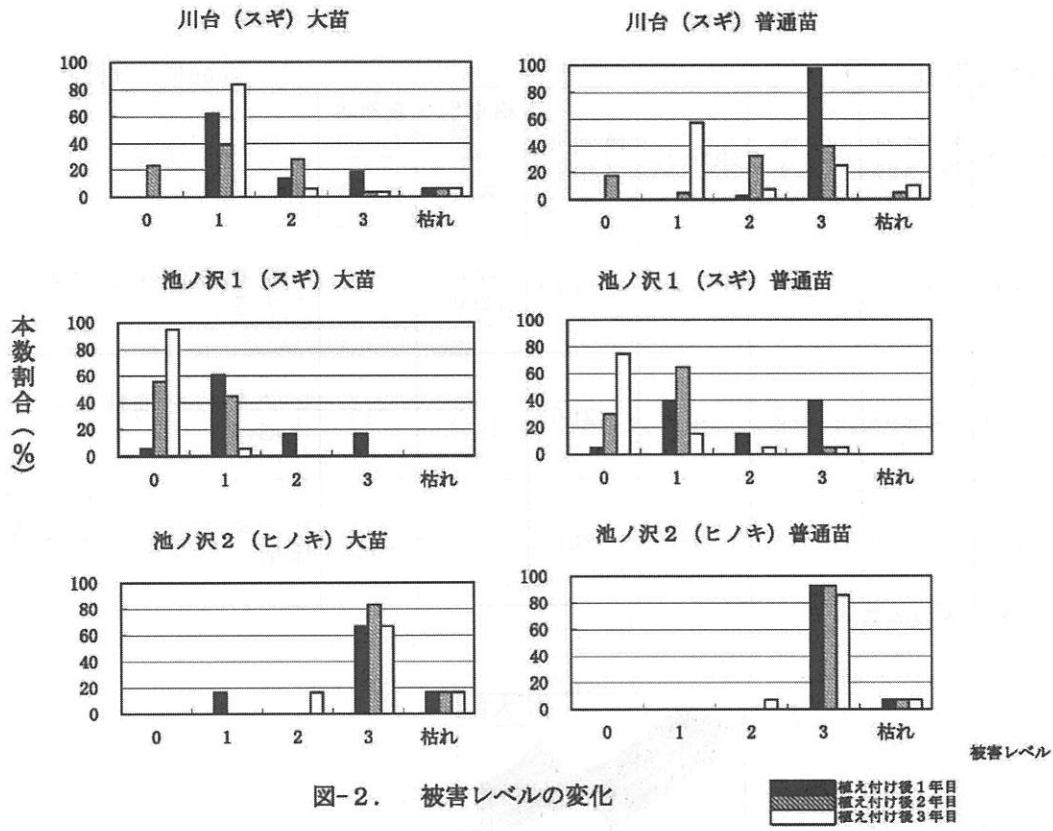 川台（スギ）大苗
100
80
60
40
20
0
0 1 2 3 枯れ
川台（スギ）普通苗
100
80
60
40
20
0
0 1 2 3 枯れ
本数割合（％）
池ノ沢１（スギ）大苗
100
80
60
40
20
0
0 1 2 3 枯れ
池ノ沢１（スギ）普通苗
100
80
60
40
20
0
0 1 2 3 枯れ
池ノ沢２（ヒノキ）大苗
100
80
60
40
20
0
0 1 2 3 枯れ
池ノ沢２（ヒノキ）普通苗
100
80
60
40
20
0
0 1 2 3 枯れ
被害レベル
図-２． 被害レベルの変化
植え付け後１年目
植え付け後２年目
植え付け後３年目